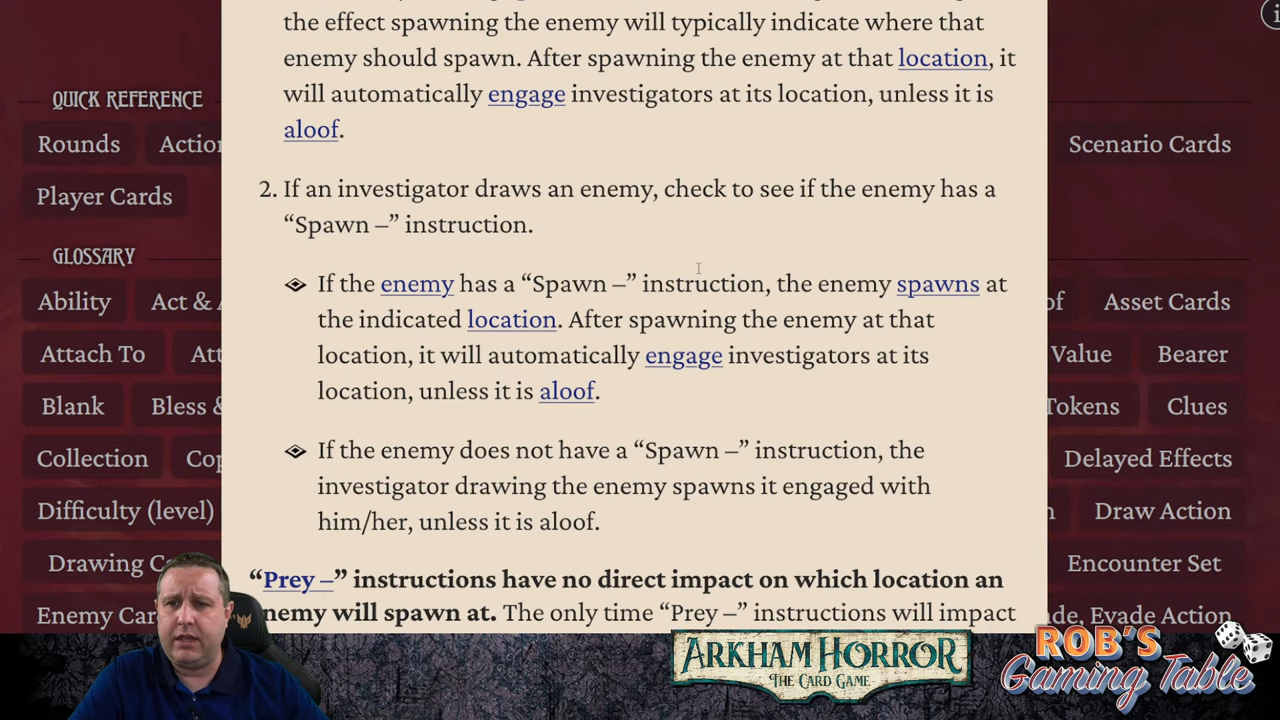 the effect spawning the enemy will typically indicate where that
enemy should spawn. After spawning the enemy at that location, it
will automatically engage investigators at its location, unless it is
aloof.
2. If an investigator draws an enemy, check to see if the enemy has a
“Spawn –” instruction.
If the enemy has a “Spawn –” instruction, the enemy spawns at
the indicated location. After spawning the enemy at that
location, it will automatically engage investigators at its
location, unless it is aloof.
If the enemy does not have a “Spawn –” instruction, the
investigator drawing the enemy spawns it engaged with
him/her, unless it is aloof.
“Prey –” instructions have no direct impact on which location an
enemy will spawn at. The only time “Prey –” instructions will impact
QUICK REFERENCE
Rounds
Scenario Cards
Player Cards
GLOSSARY
Ability
Act &
Asset Cards
Attach To
Value
Bearer
Blank
Bless &
Tokens
Clues
Collection
Delayed Effects
Difficulty (level)
Draw Action
Drawing
Encounter Set
Enemy
Evade Action
ARKHAM HORROR
THE CARD GAME
ROB'S
Gaming Table